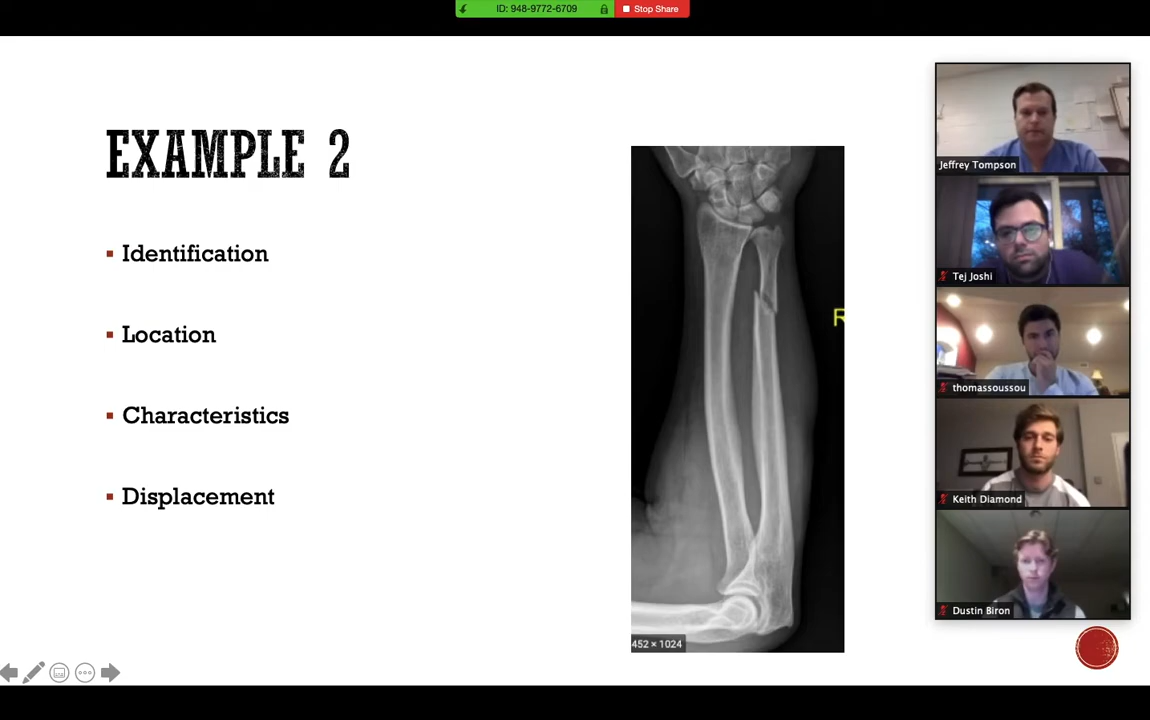 ID: 948-9772-6709
Stop Share
EXAMPLE 2
Identification
Location
Characteristics
Displacement
R
452 × 1024
Jeffrey Tompson
Tej Joshi
thomassoussou
Keith Diamond
Dustin Biron